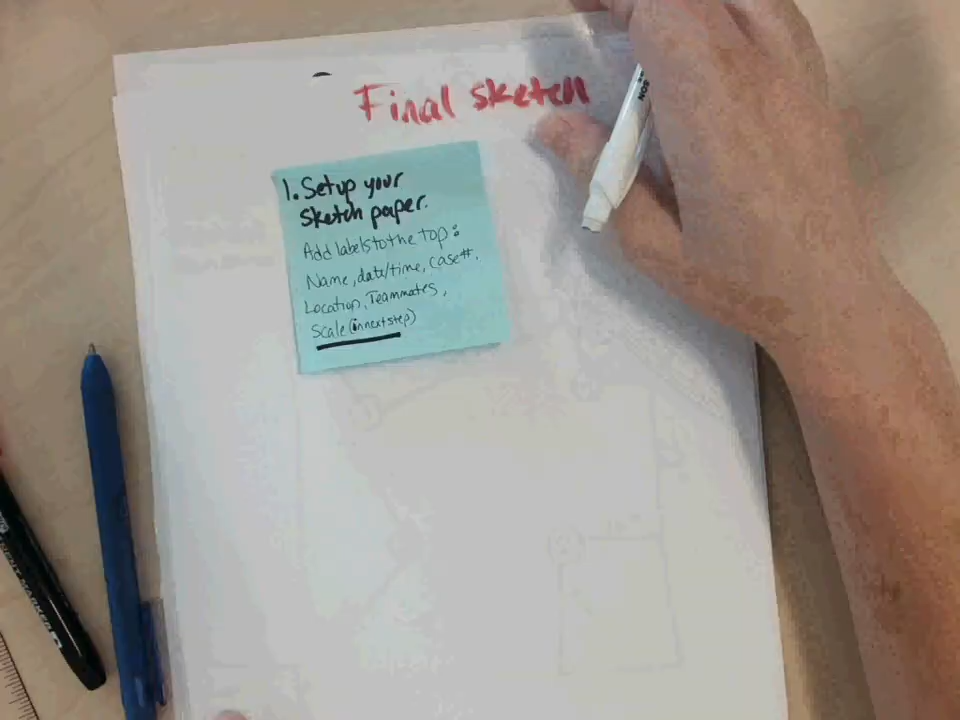 Final sketch
1. Setup your
sketch paper.
Add labels to the top:
Name, date/time, case#,
Location, Teammates,
Scale (in next step)